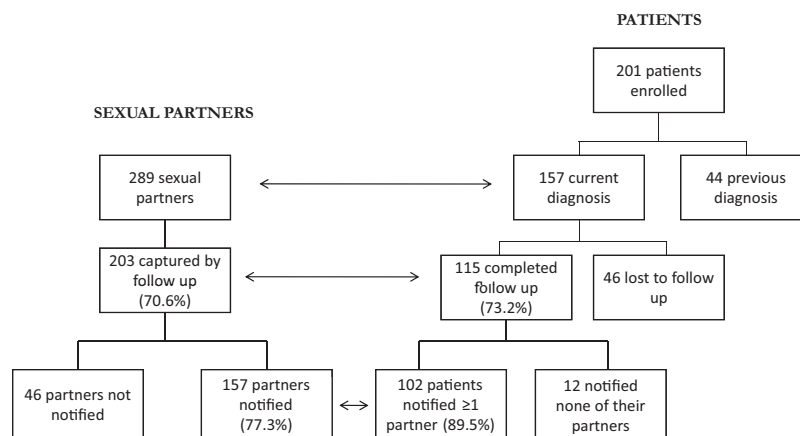 PATIENTS
201 patients
enrolled
SEXUAL PARTNERS
289 sexual
partners
157 current
diagnosis
44 previous
diagnosis
203 captured by
follow up
(70.6%)
115 completed
follow up
(73.2%)
46 lost to follow
up
46 partners not
notified
157 partners
notified
(77.3%)
102 patients
notified ≥1
partner (89.5%)
12 notified
none of their
partners